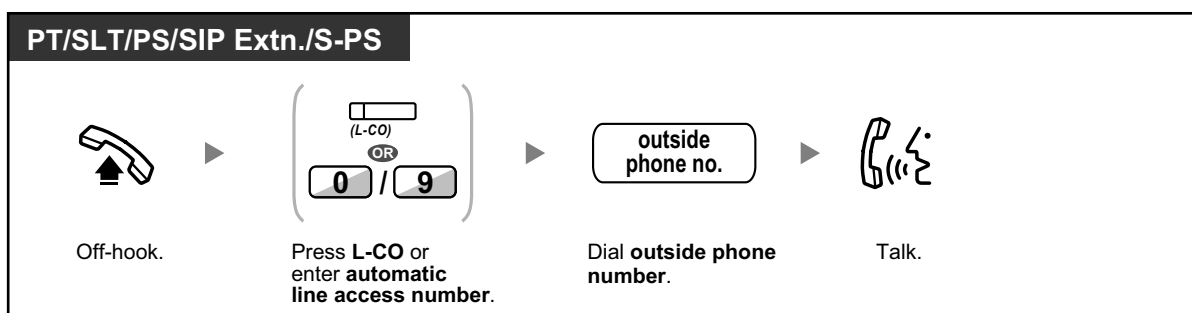 PT/SLT/PS/SIP Extn./S-PS
(L-CO)
OR
0 / 9
outside
phone no.
Off-hook.
Press L-CO or
enter automatic
line access number.
Dial outside phone
number.
Talk.